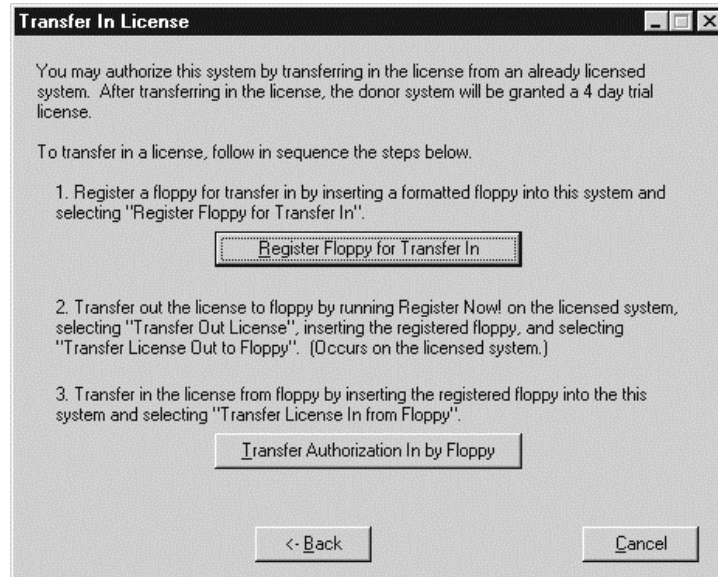 Transfer In License
You may authorize this system by transferring in the license from an already licensed
system. After transferring in the license, the donor system will be granted a 4 day trial
license.
To transfer in a license, follow in sequence the steps below.
1. Register a floppy for transfer in by inserting a formatted floppy into this system and
selecting "Register Floppy for Transfer In".
Register Floppy for Transfer In
2. Transfer out the license to floppy by running Register Now! on the licensed system,
selecting "Transfer Out License", inserting the registered floppy, and selecting
"Transfer License Out to Floppy". (Occurs on the licensed system.)
3. Transfer in the license from floppy by inserting the registered floppy into the this
system and selecting "Transfer License In from Floppy".
Transfer Authorization In by Floppy
<- Back
Cancel